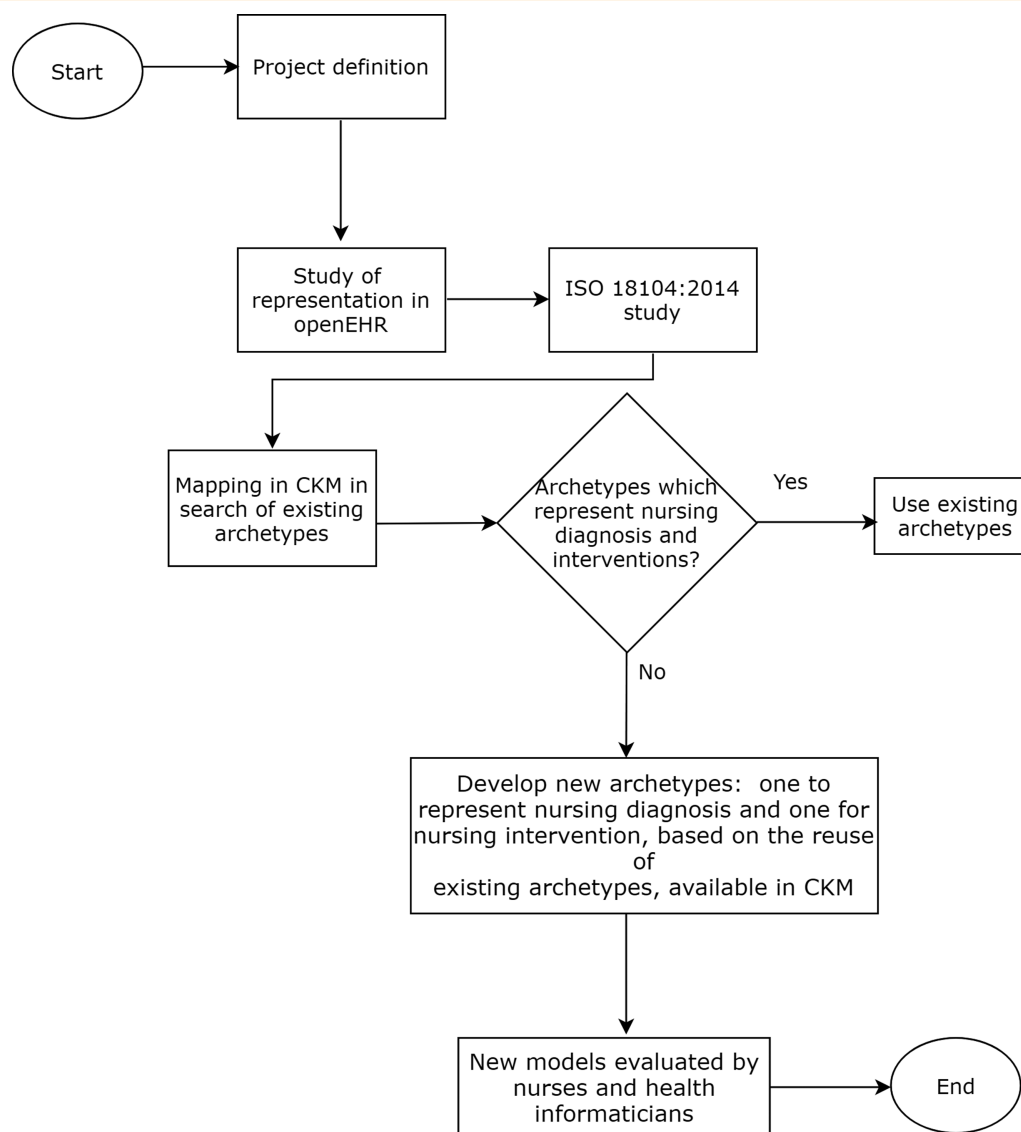 Start
Project definition
Study of
representation in
openEHR
ISO 18104:2014
study
Mapping in CKM in
search of existing
archetypes
Archetypes which
represent nursing
diagnosis and
interventions?
Yes
Use existing
archetypes
No
Develop new archetypes:  one to
represent nursing diagnosis and one for
nursing intervention, based on the reuse
of
existing archetypes, available in CKM
New models evaluated by
nurses and health
informaticians
End